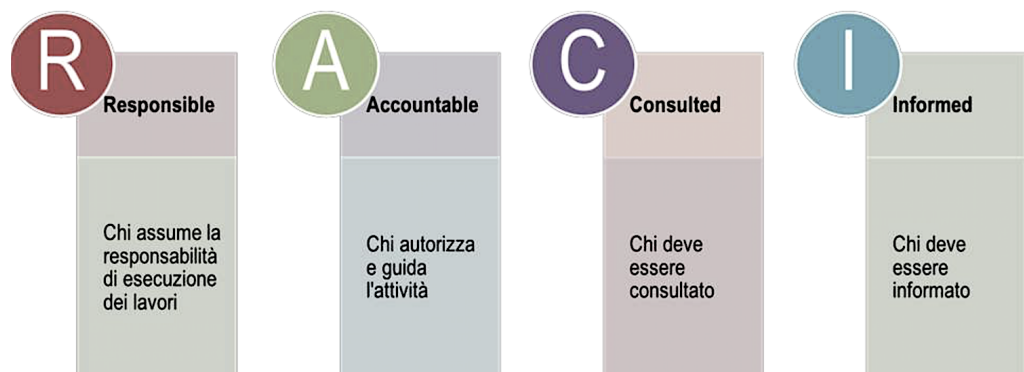 R
Responsible
Chi assume la
responsabilità
di esecuzione
dei lavori
A
Accountable
Chi autorizza
e guida
l'attività
C
Consulted
Chi deve
essere
consultato
I
Informed
Chi deve
essere
informato